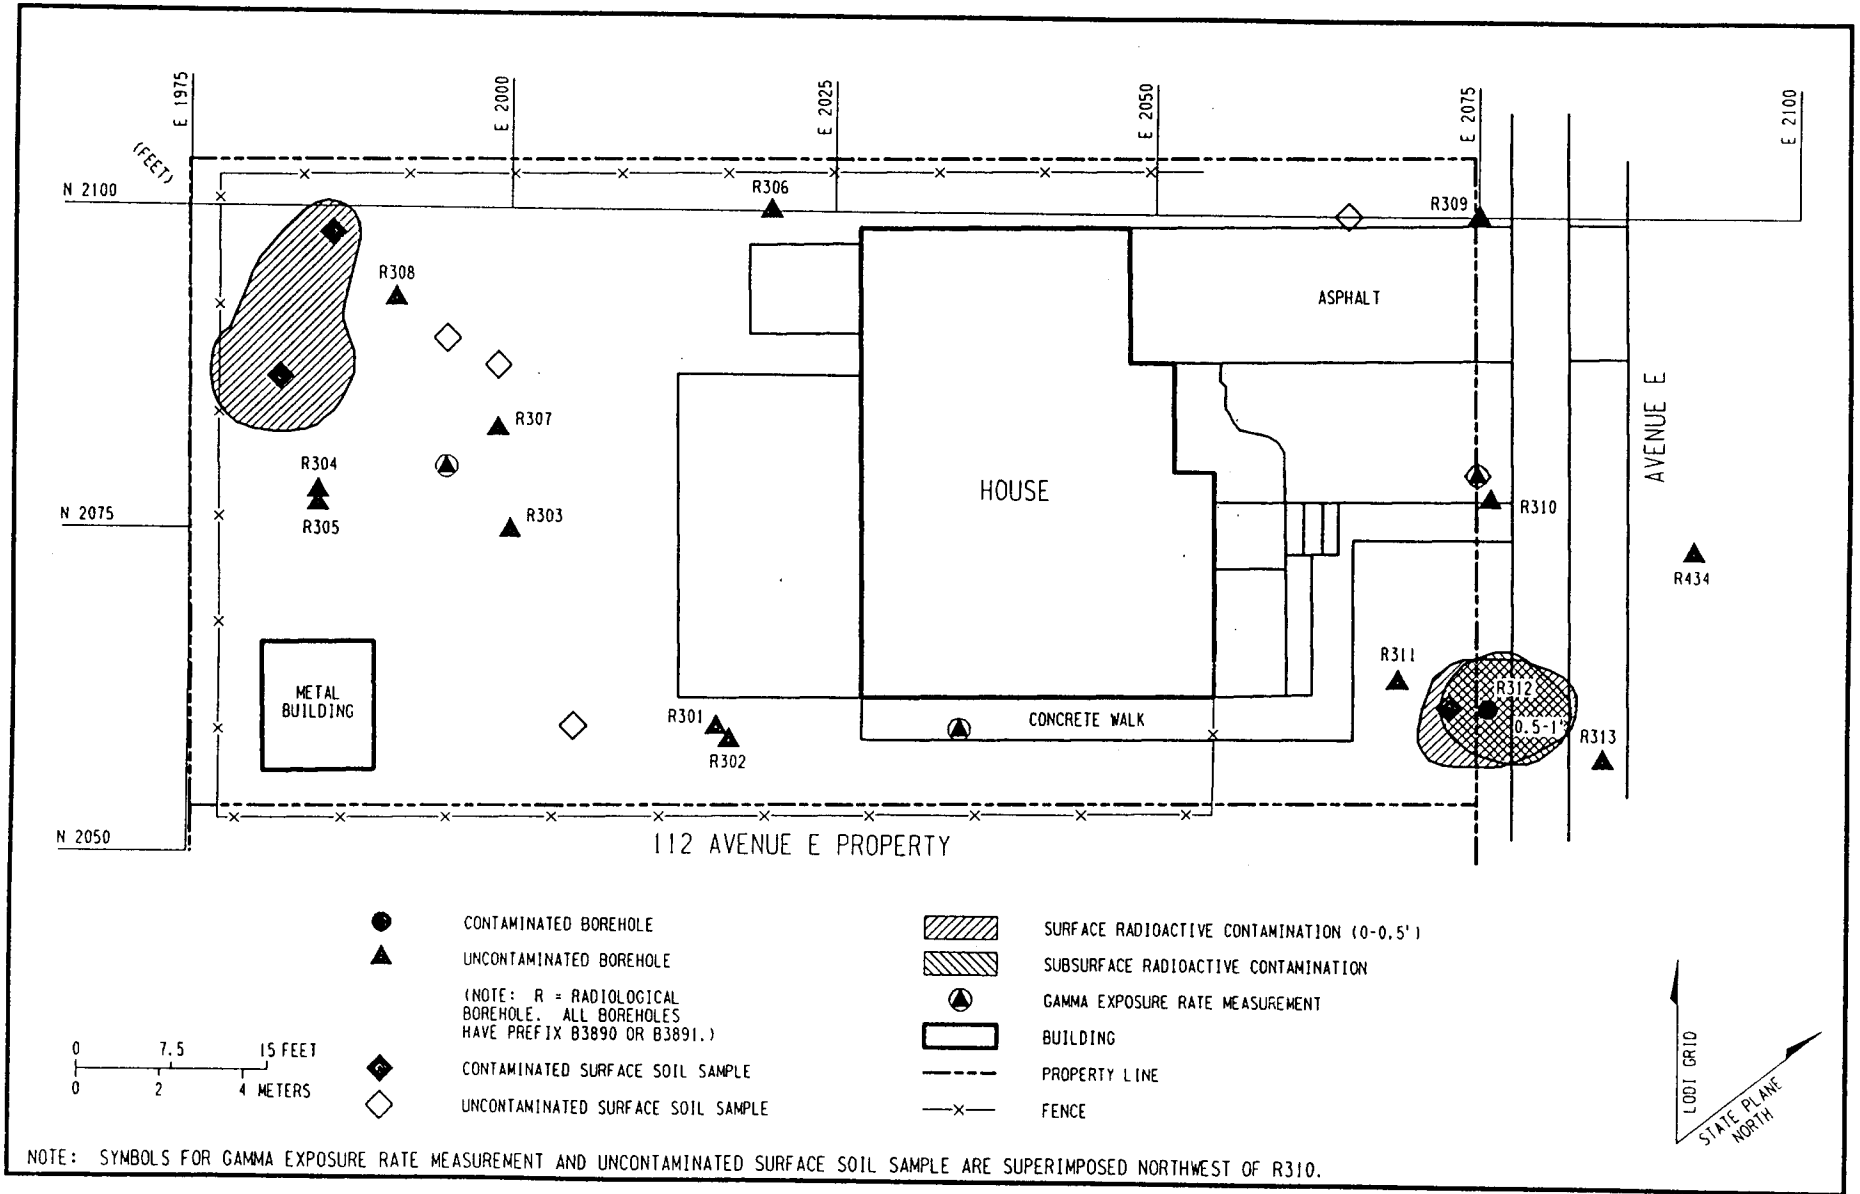 E 1975
E 2000
E 2025
E 2050
E 2075
E 2100
(FEET)
N 2100
R306
R309
R308
ASPHALT
R307
AVENUE E
R304
HOUSE
R310
N 2075
R305
R303
R434
R311
METAL
BUILDING
R312
R301
CONCRETE WALK
0.5-1'
R313
R302
N 2050
112 AVENUE E PROPERTY
CONTAMINATED BOREHOLE
UNCONTAMINATED BOREHOLE
(NOTE: R = RADIOLOGICAL
BOREHOLE. ALL BOREHOLES
HAVE PREFIX B3890 OR B3891.)
CONTAMINATED SURFACE SOIL SAMPLE
UNCONTAMINATED SURFACE SOIL SAMPLE
SURFACE RADIOACTIVE CONTAMINATION (0-0.5')
SUBSURFACE RADIOACTIVE CONTAMINATION
GAMMA EXPOSURE RATE MEASUREMENT
BUILDING
PROPERTY LINE
FENCE
0 7.5 15 FEET
0 2 4 METERS
LODI GRID
STATE PLANE
NORTH
NOTE: SYMBOLS FOR GAMMA EXPOSURE RATE MEASUREMENT AND UNCONTAMINATED SURFACE SOIL SAMPLE ARE SUPERIMPOSED NORTHWEST OF R310.